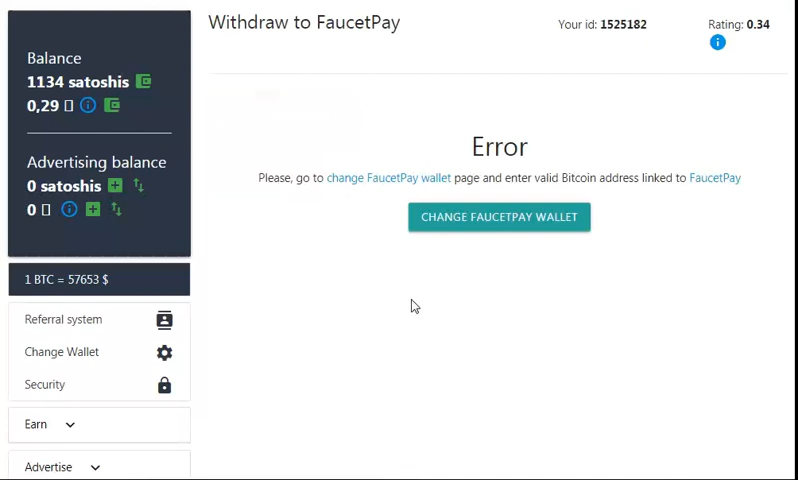 Withdraw to FaucetPay
Your id: 1525182
Rating: 0.34
Balance
1134 satoshis
0,29
Advertising balance
0 satoshis
0
1 BTC = 57653 $
Referral system
Change Wallet
Security
Earn
Advertise
Error
Please, go to change FaucetPay wallet page and enter valid Bitcoin address linked to FaucetPay
CHANGE FAUCETPAY WALLET